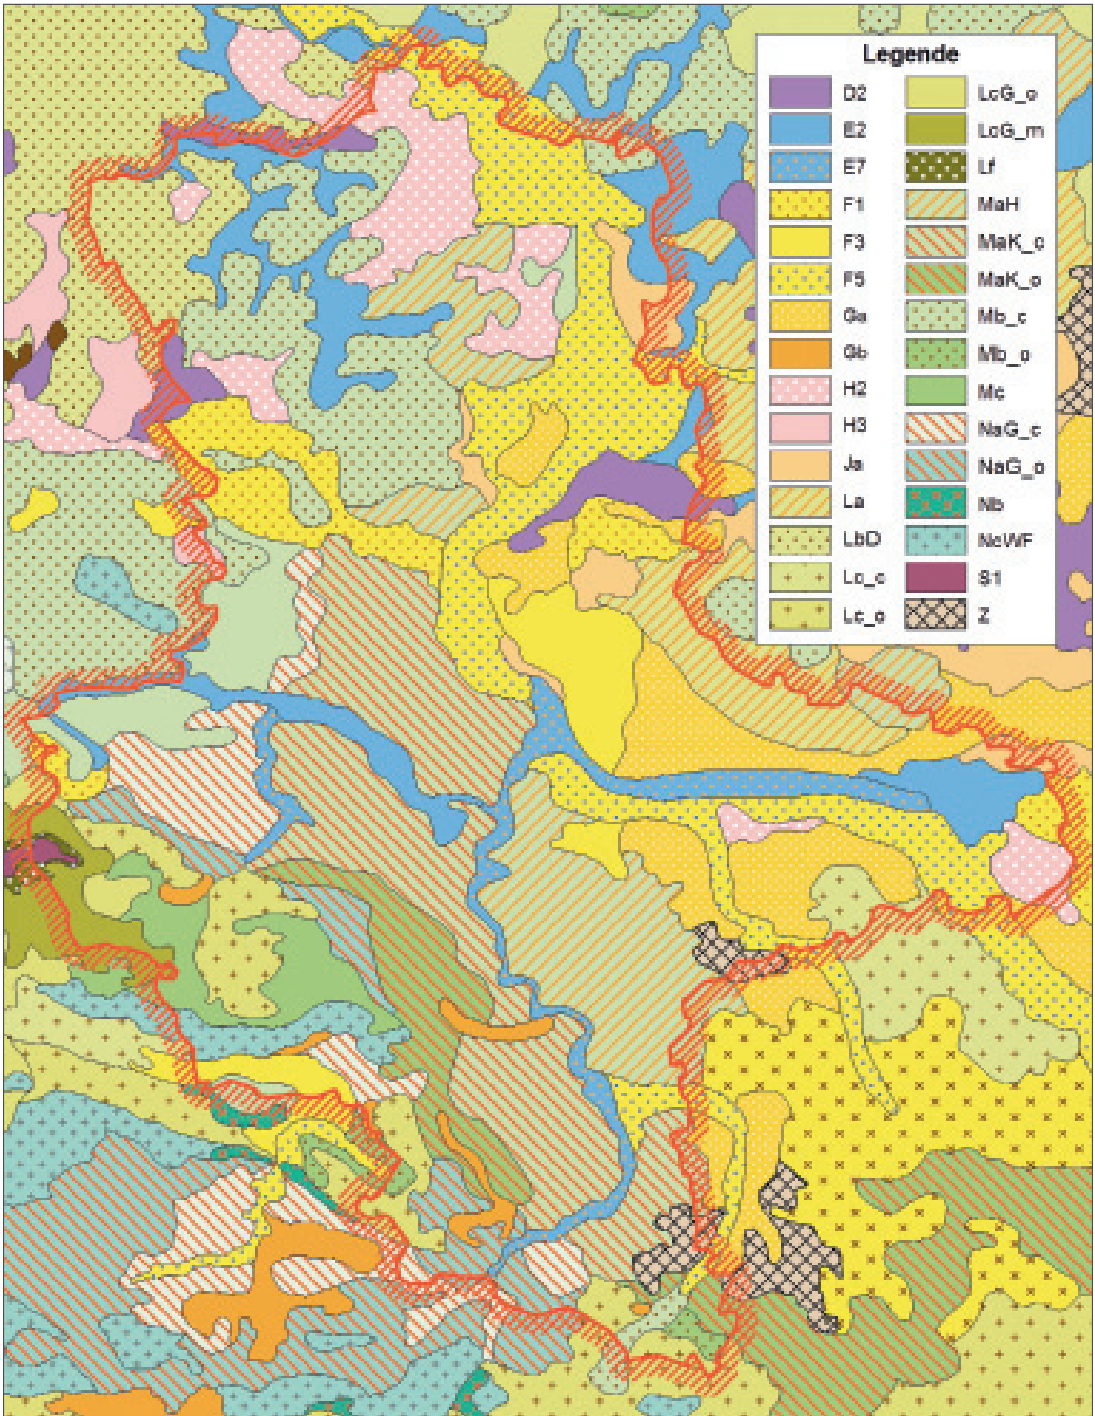 Legende
D2
E2
E7
F1
F3
F5
Ga
Gb
H2
H3
Ja
La
LbD
Lc_c
Lc_o
LcG_o
LcG_m
Lf
MaH
MaK_c
MaK_o
Mb_c
Mb_o
Mc
NaG_c
NaG_o
Nb
NcWF
S1
Z